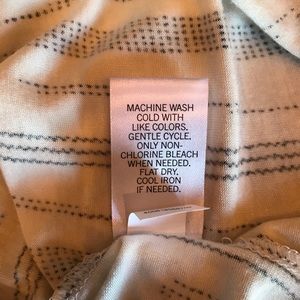 MACHINE WASH
COLD WITH
LIKE COLORS.
GENTLE CYCLE.
ONLY NON-
CHLORINE BLEACH
WHEN NEEDED.
FLAT DRY.
COOL IRON
IF NEEDED.